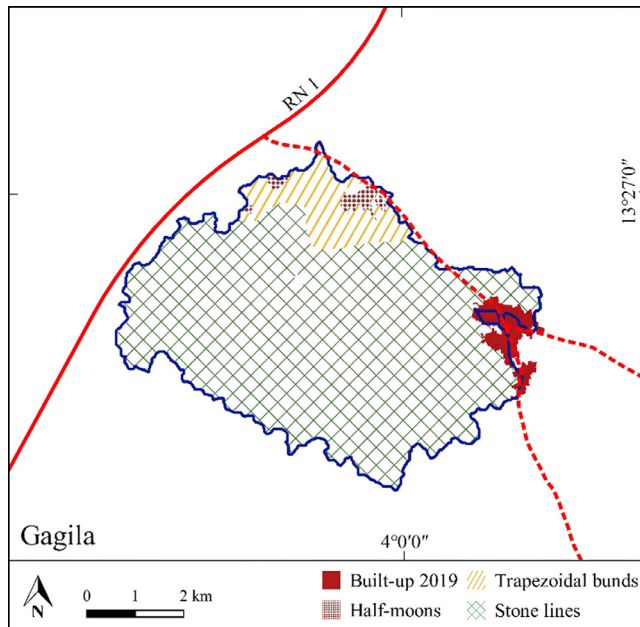 RN 1
13°27'0"
Gagila
4°0'0"
N
0 1 2 km
Built-up 2019
Trapezoidal bunds
Half-moons
Stone lines